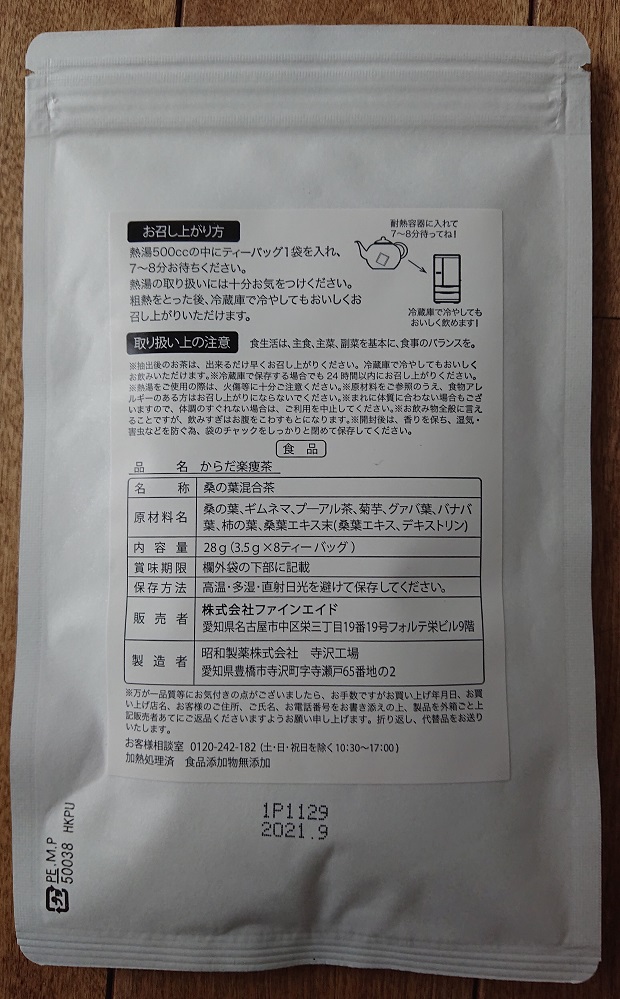 お召し上がり方
熱湯500ccの中にティーバッグ1袋を入れ、
7〜8分お待ちください。
熱湯の取り扱いには十分お気をつけください。
粗熱をとった後、冷蔵庫で冷やしてもおいしくお
召し上がりいただけます。
耐熱容器に入れて
7〜8分待ってね!
冷蔵庫で冷やしても
おいしく飲めます!
取り扱い上の注意 食生活は、主食、主菜、副菜を基本に、食事のバランスを。
※抽出後のお茶は、出来るだけ早くお召し上がりください。冷蔵庫で冷やしてもおいしく
お飲みいただけます。※冷蔵庫で保存する場合でも24時間以内にお召し上がりください。
※熱湯をご使用の際は、火傷等に十分ご注意ください。※原材料をご参照のうえ、食物アレ
ルギーのある方はお召し上がりにならないでください。※まれに体質に合わない場合もござ
いますので、体調のすぐれない場合は、ご利用を中止してください。※お飲み物全般に言え
ることですが、飲みすぎはお腹をこわすもとになります。※開封後は、香りを保ち、湿気・
害虫などを防ぐ為、袋のチャックをしっかりと閉めて保存してください。
食品
品名 からだ楽痩茶
名称 桑の葉混合茶
原材料名 桑の葉、ギムネマ、プーアル茶、菊芋、グァバ葉、バナバ
葉、柿の葉、桑葉エキス末(桑葉エキス、デキストリン)
内容量 28g(3.5g×8ティーバッグ)
賞味期限 欄外袋の下部に記載
保存方法 高温・多湿・直射日光を避けて保存してください。
販売者 株式会社ファインエイド
愛知県名古屋市中区栄三丁目19番19号フォルテ栄ビル9階
製造者 昭和製薬株式会社 寺沢工場
愛知県豊橋市寺沢町字寺瀬戸65番地の2
※万が一品質等にお気付きの点がございましたら、お手数ですがお買い上げ年月日、お買
い上げ店名、お客様のご住所、ご氏名、お電話番号をお書き添えの上、製品を外箱ごと上
記販売者あてにご返品くださいますようお願い申し上げます。折り返し、代替品をお送り
いたします。
お客様相談室 0120-242-182 (土・日・祝日を除く10:30〜17:00)
加熱処理済 食品添加物無添加
1P1129
2021.9
プラ PE.M.P
50038 HKPU